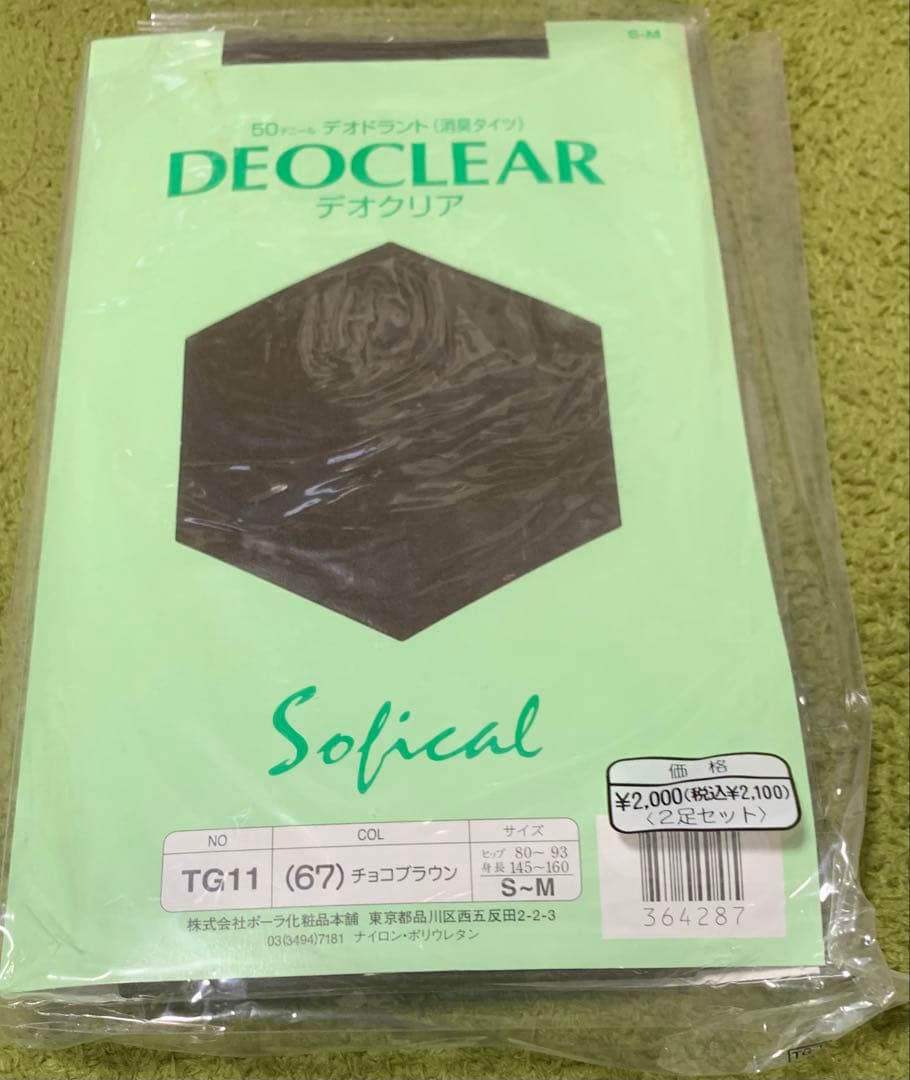 S-M
50デニール デオドラント(消臭タイツ)
DEOCLEAR
デオクリア
Sofical
価格
¥2,000(税込¥2,100)
〈2足セット〉
NO
COL
サイズ
TG11
(67)チョコブラウン
ヒップ 80〜93
身長 145〜160
S〜M
364287
株式会社ポーラ化粧品本舗 東京都品川区西五反田2-2-3
03(3494)7181 ナイロン・ポリウレタン